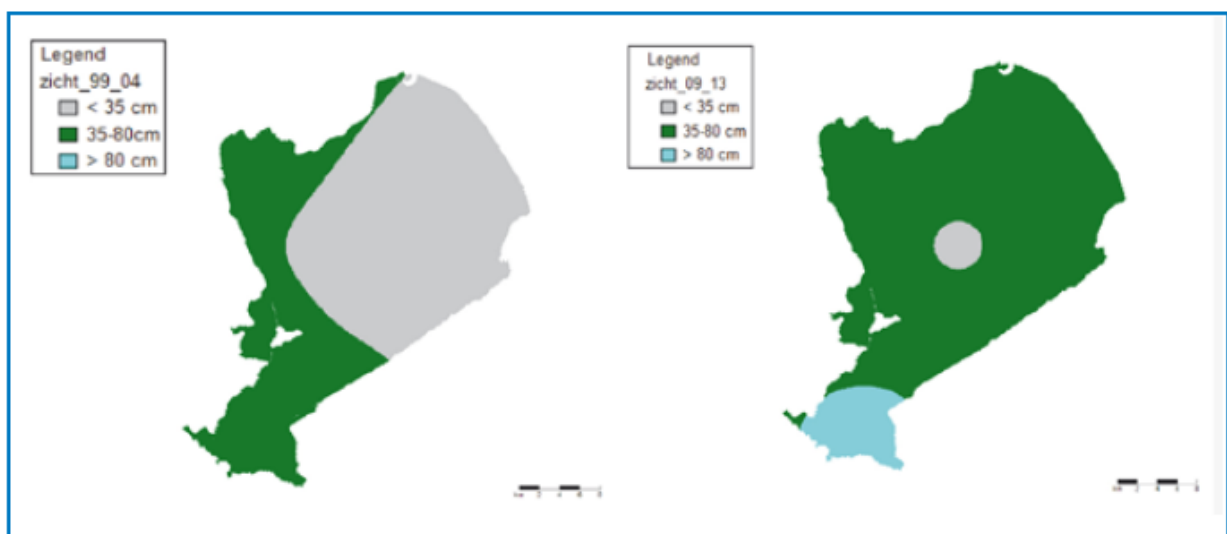 Legend
zicht_99_04
< 35 cm
35-80cm
> 80 cm
Legend
zicht_09_13
< 35 cm
35-80 cm
> 80 cm